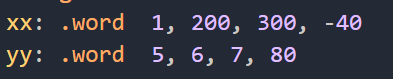 xx: .word  1, 200, 300, -40
yy: .word  5, 6, 7, 80